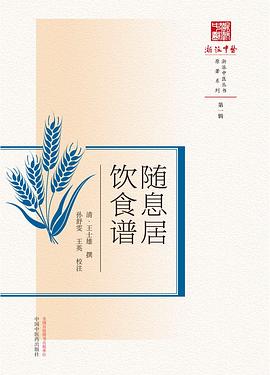 浙派中医
浙派中医丛书
原著系列
第一辑
随息居
饮食谱
清·王士雄 撰
孙舒雯 王英 校注
中国中医药出版社